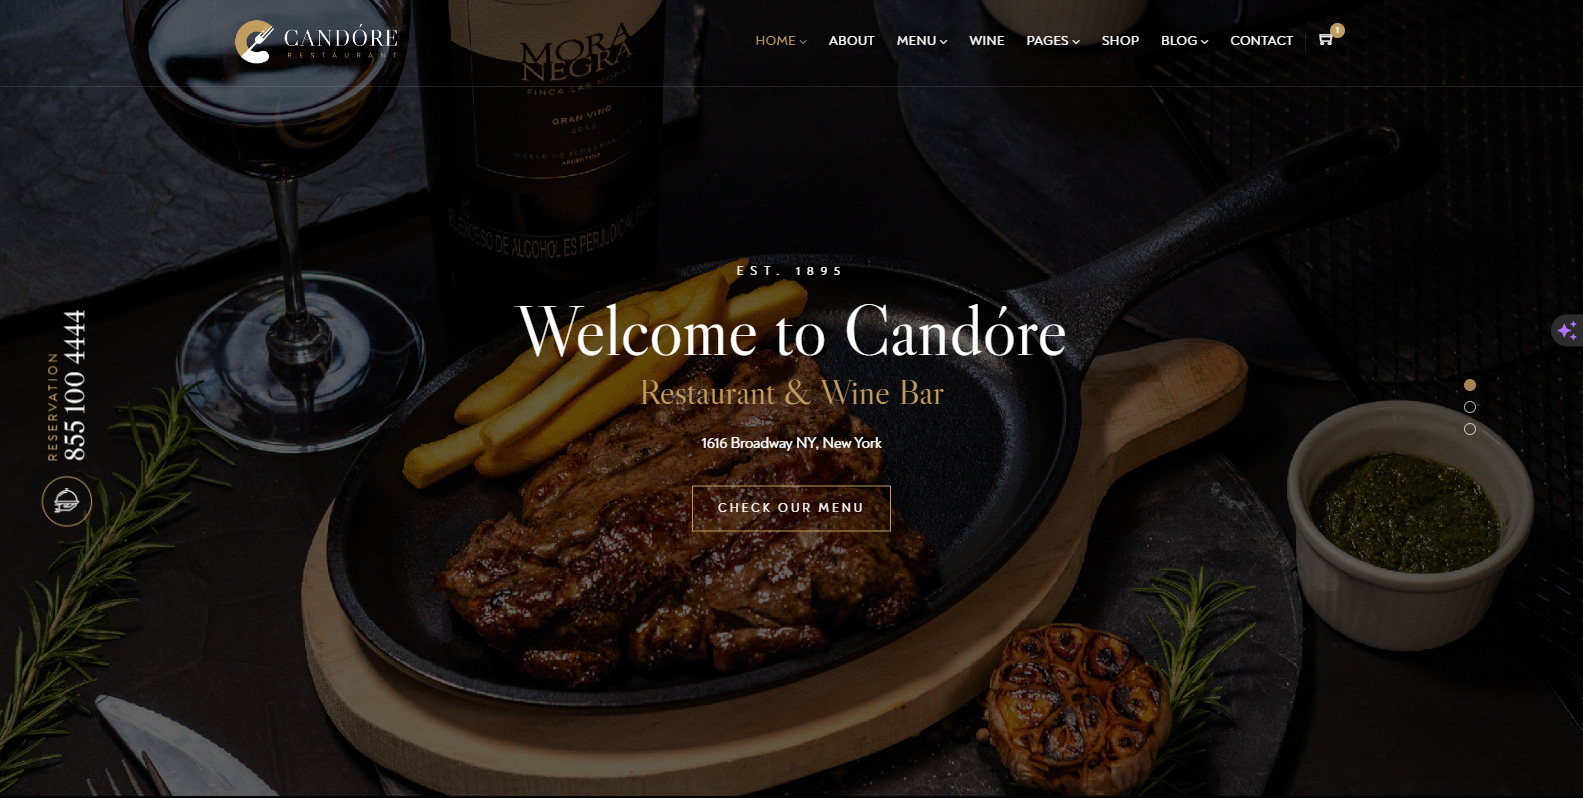 CANDÓRE
RESTAURANT
HOME
ABOUT
MENU
WINE
PAGES
SHOP
BLOG
CONTACT
1
MORA
NEGRA
FINCA LAS MORAS
GRAN VINO
2015
ARGENTINA
EXCESO DE ALCOHOL ES PERJUDICIAL
EST. 1895
Welcome to Candóre
Restaurant & Wine Bar
1616 Broadway NY, New York
CHECK OUR MENU
RESERVATION
855 100 4444